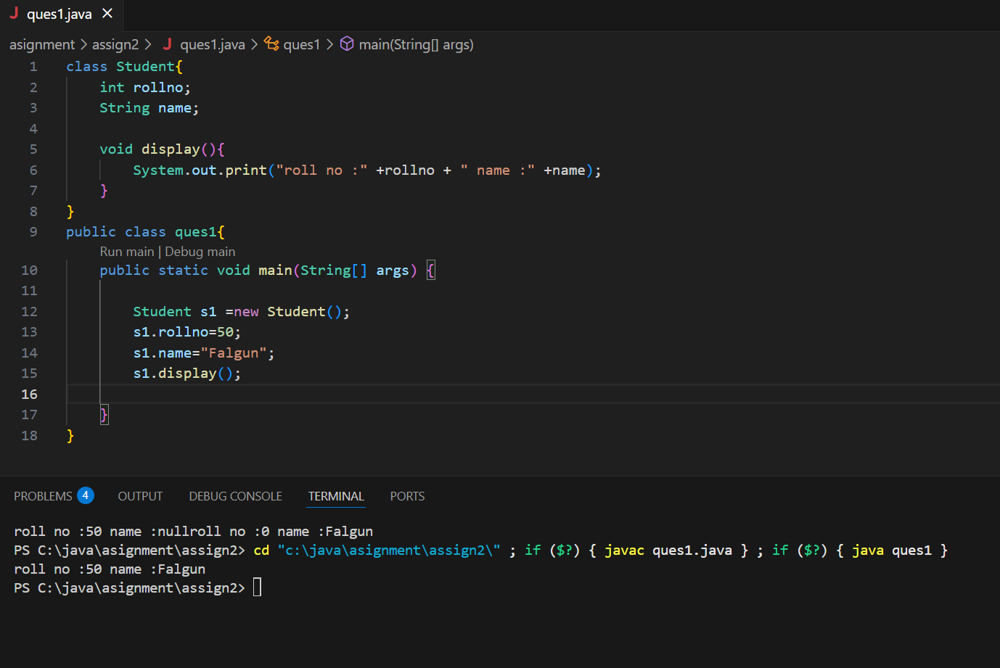 J ques1.java ×
asignment > assign2 > J ques1.java > ques1 > main(String[] args)
1 class Student{
2     int rollno;
3     String name;
4
5     void display(){
6         System.out.print("roll no :" +rollno + " name :" +name);
7     }
8 }
9 public class ques1{
Run main | Debug main
10     public static void main(String[] args) {
11
12         Student s1 =new Student();
13         s1.rollno=50;
14         s1.name="Falgun";
15         s1.display();
16
17     }
18 }
PROBLEMS 4 OUTPUT DEBUG CONSOLE TERMINAL PORTS
roll no :50 name :nullroll no :0 name :Falgun
PS C:\java\asignment\assign2> cd "c:\java\asignment\assign2\" ; if ($?) { javac ques1.java } ; if ($?) { java ques1 }
roll no :50 name :Falgun
PS C:\java\asignment\assign2>